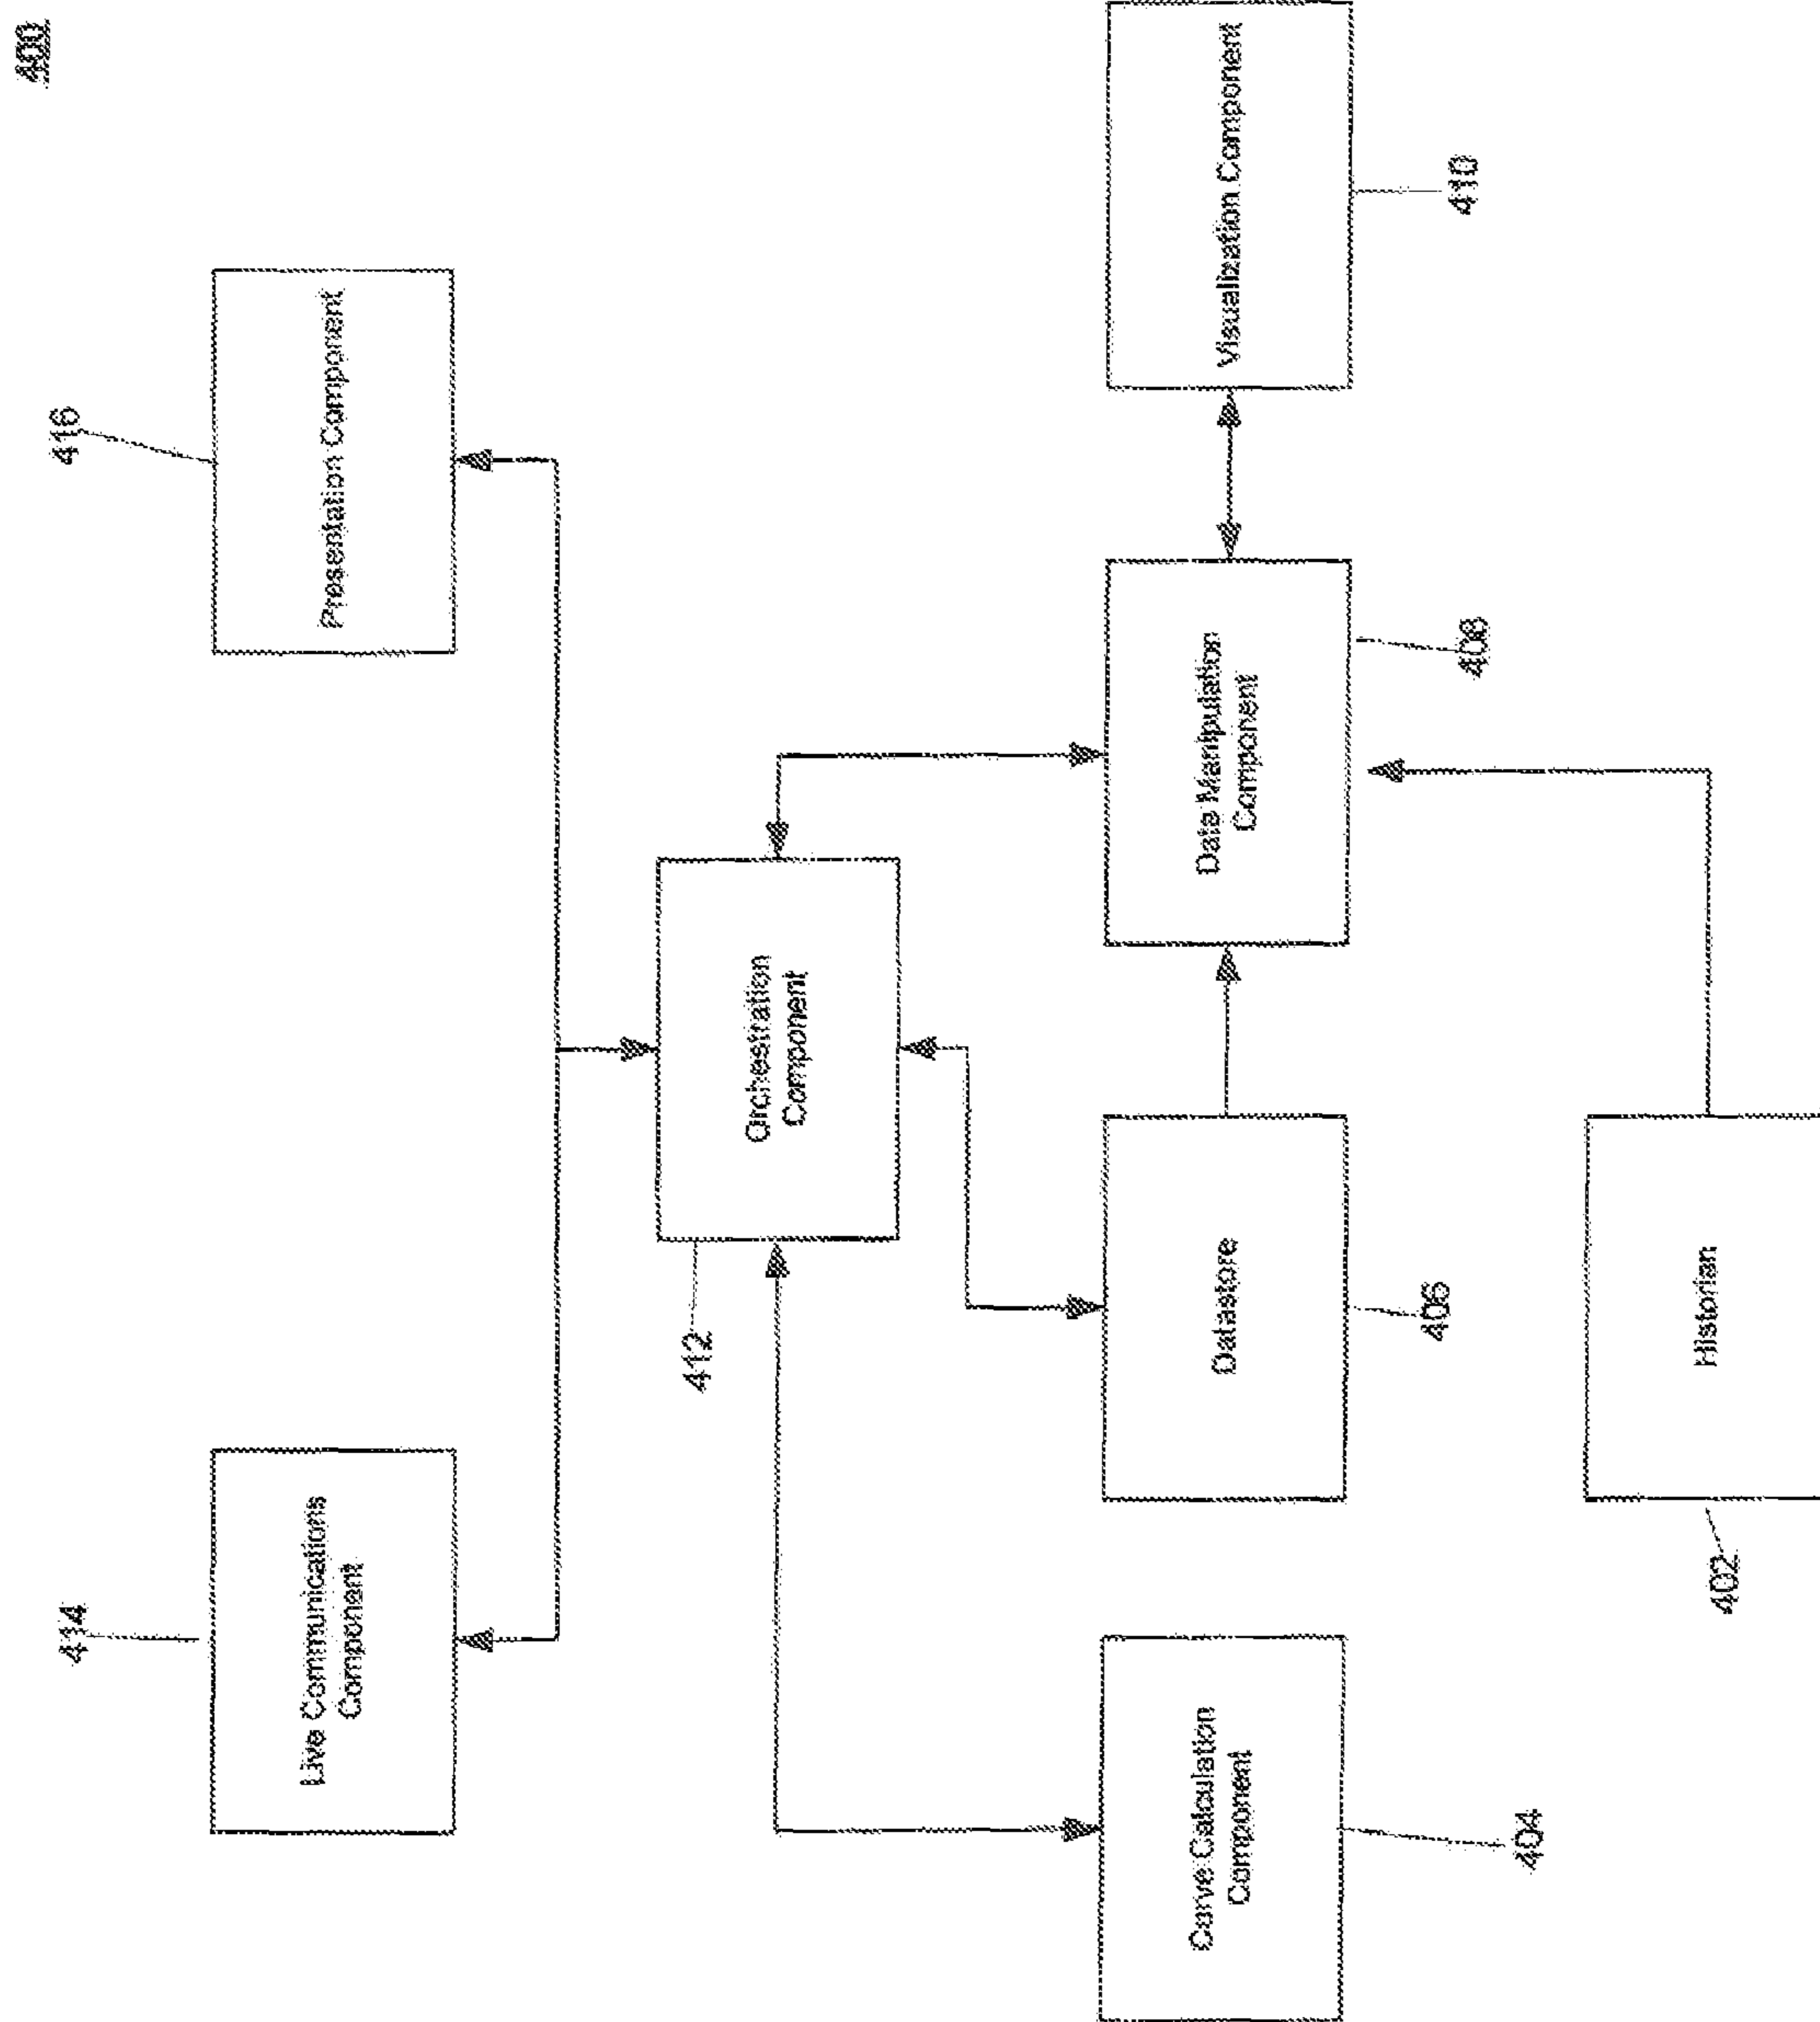 400
414
416
Live Communications
Component
Presentation Component
412
Orchestration
Component
Curve Calculation
Component
Datastore
Data Manipulation
Component
Visualization Component
404
406
408
410
402
Historian